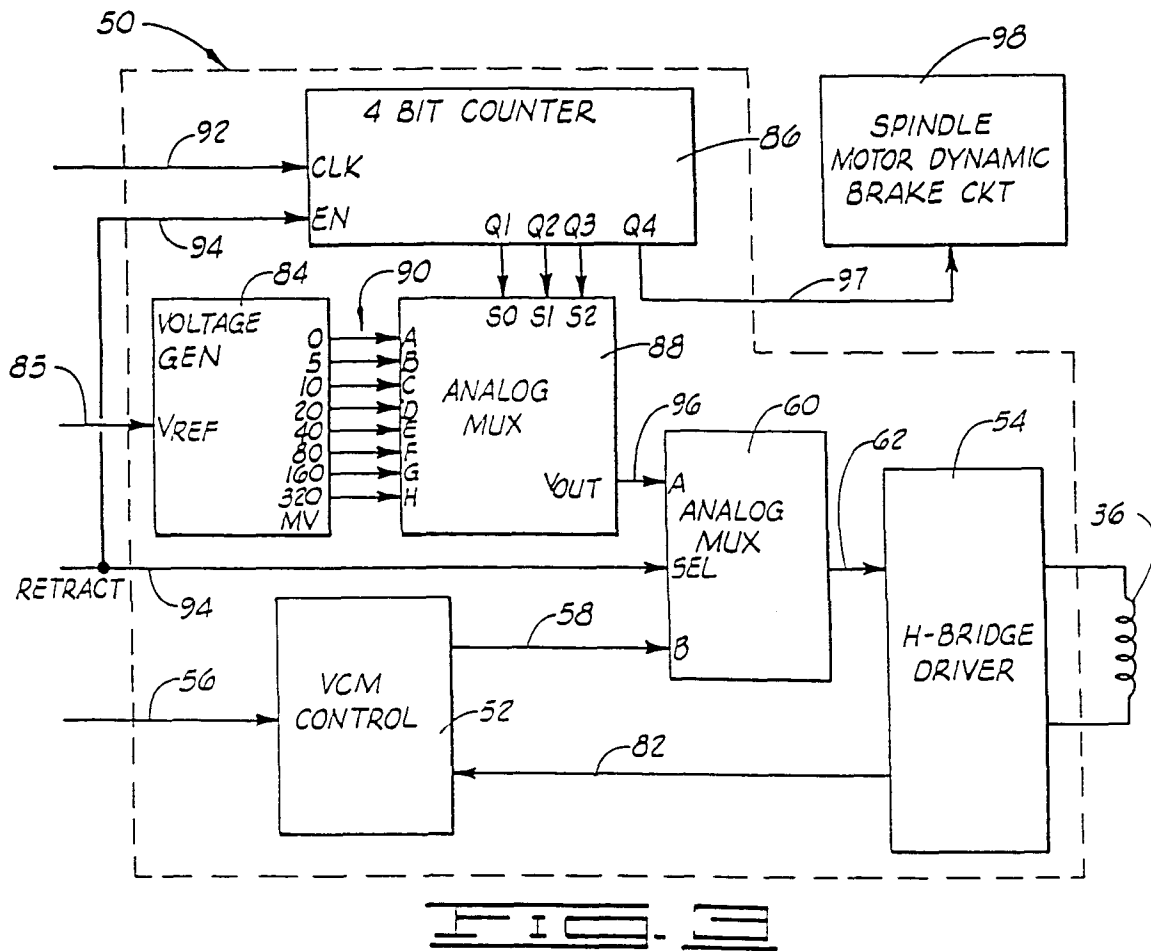 50
98
4 BIT COUNTER
86
SPINDLE
MOTOR DYNAMIC
BRAKE CKT
92
CLK
94
EN
Q1 Q2 Q3 Q4
97
84
90
VOLTAGE
GEN
0
5
10
20
40
80
160
320
MV
85
VREF
S0 S1 S2
88
A
B
C
D
E
F
G
H
ANALOG
MUX
VOUT
96
60
A
ANALOG
MUX
SEL
B
62
54
36
RETRACT
94
58
H-BRIDGE
DRIVER
56
VCM
CONTROL
52
82
FIG. 3